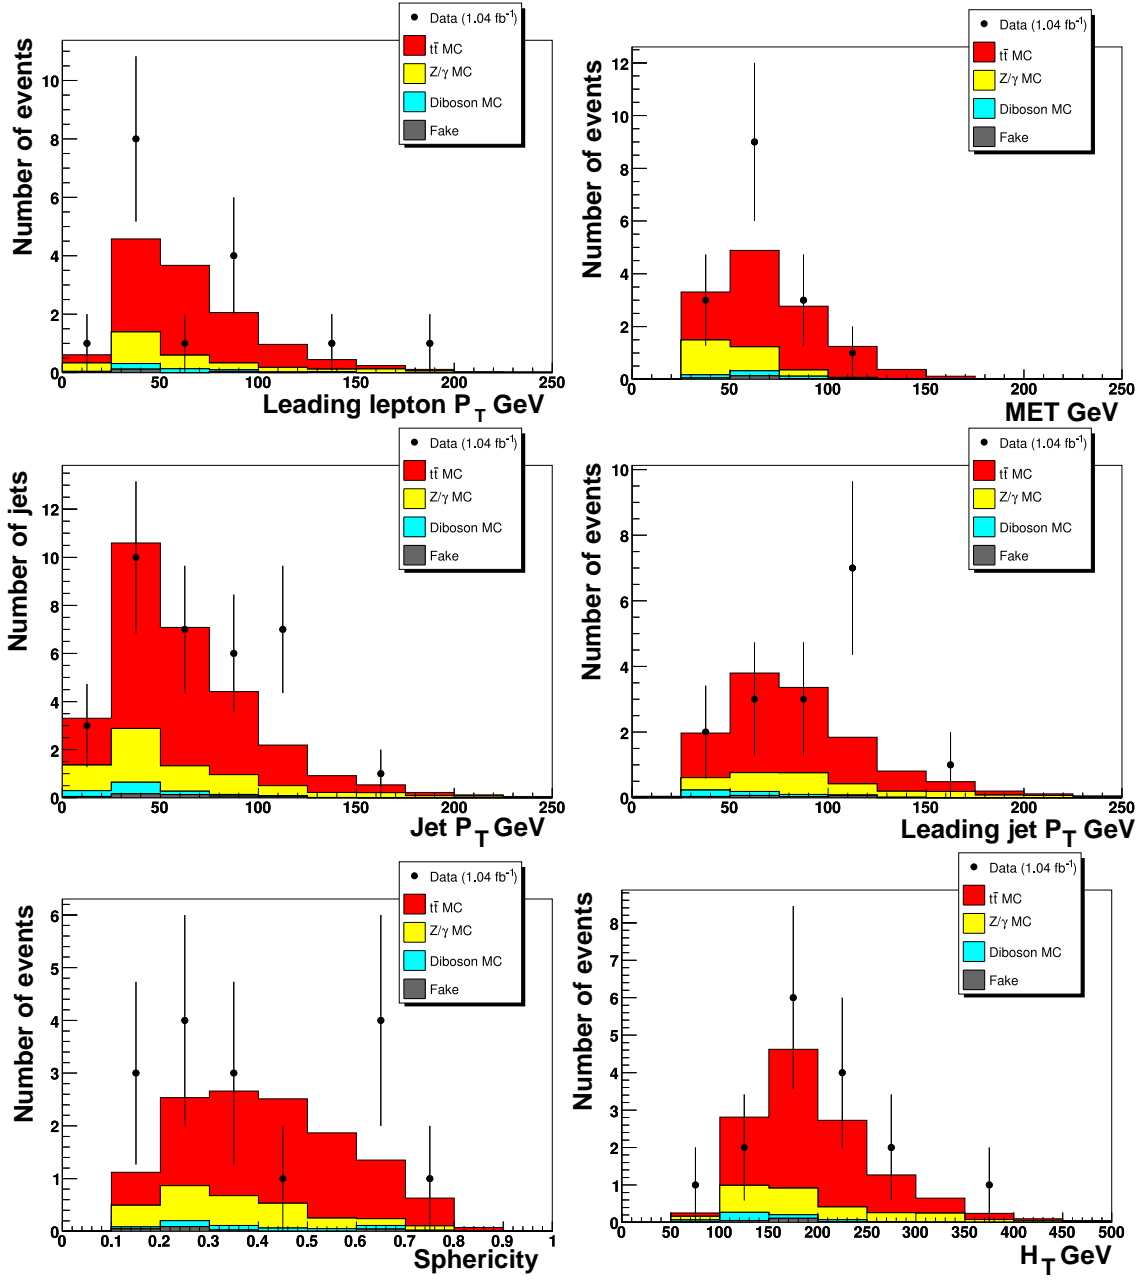 Data (1.04 fb⁻¹)
tt̄ MC
Z/γ MC
Diboson MC
Fake
Number of events
10
8
6
4
2
0
0 50 100 150 200 250
Leading lepton P_T GeV
Data (1.04 fb⁻¹)
tt̄ MC
Z/γ MC
Diboson MC
Fake
Number of events
12
10
8
6
4
2
0
0 50 100 150 200 250
MET GeV
Data (1.04 fb⁻¹)
tt̄ MC
Z/γ MC
Diboson MC
Fake
Number of jets
12
10
8
6
4
2
0
0 50 100 150 200 250
Jet P_T GeV
Data (1.04 fb⁻¹)
tt̄ MC
Z/γ MC
Diboson MC
Fake
Number of events
10
8
6
4
2
0
0 50 100 150 200 250
Leading jet P_T GeV
Data (1.04 fb⁻¹)
tt̄ MC
Z/γ MC
Diboson MC
Fake
Number of events
6
5
4
3
2
1
0
0 0.1 0.2 0.3 0.4 0.5 0.6 0.7 0.8 0.9 1
Sphericity
Data (1.04 fb⁻¹)
tt̄ MC
Z/γ MC
Diboson MC
Fake
Number of events
8
7
6
5
4
3
2
1
0
0 50 100 150 200 250 300 350 400 450 500
H_T GeV